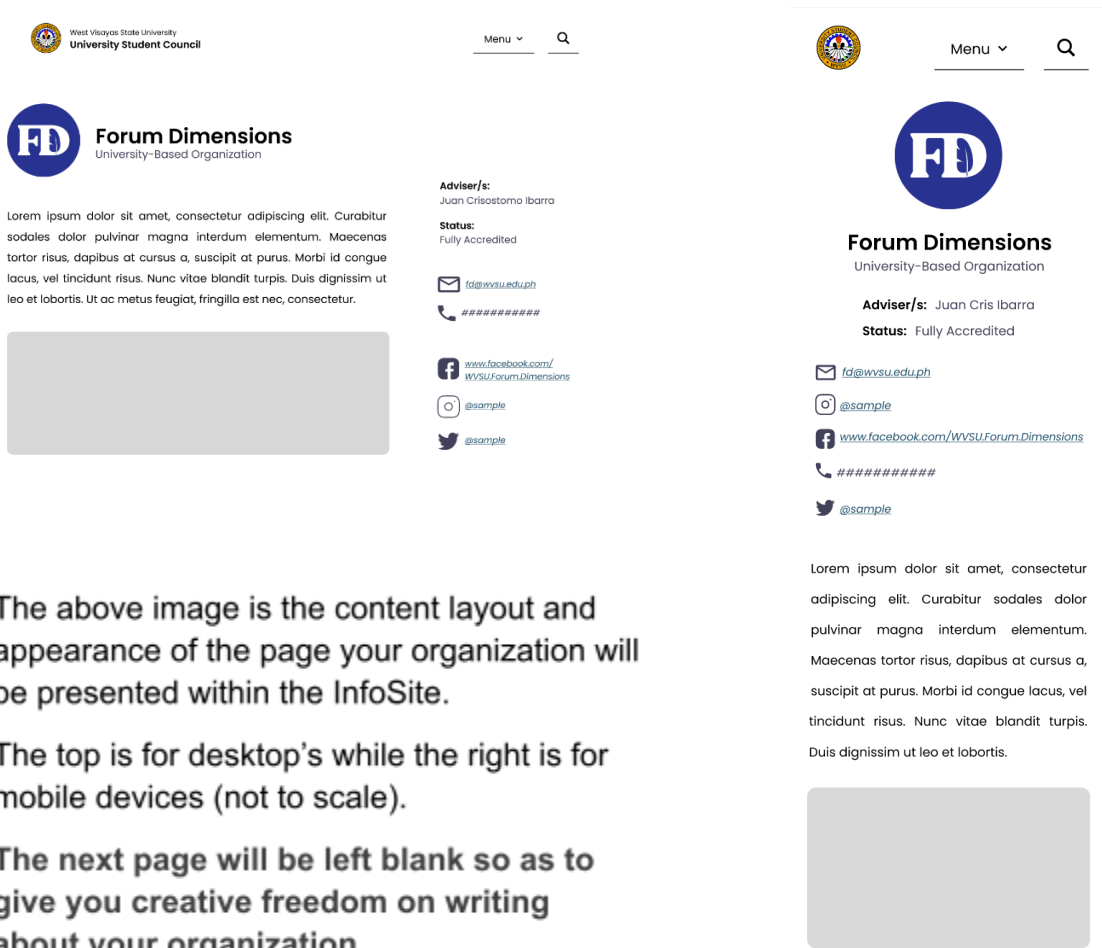 West Visayas State University
University Student Council
Menu
FD
Forum Dimensions
University-Based Organization
Lorem ipsum dolor sit amet, consectetur adipiscing elit. Curabitur
sodales dolor pulvinar magna interdum elementum. Maecenas
tortor risus, dapibus at cursus a, suscipit at purus. Morbi id congue
lacus, vel tincidunt risus. Nunc vitae blandit turpis. Duis dignissim ut
leo et lobortis. Ut ac metus feugiat, fringilla est nec, consectetur.
Adviser/s:
Juan Crisostomo Ibarra
Status:
Fully Accredited
fd@wvsu.edu.ph
###########
www.facebook.com/
WVSU.Forum.Dimensions
@sample
@sample
The above image is the content layout and
appearance of the page your organization will
be presented within the InfoSite.
The top is for desktop's while the right is for
mobile devices (not to scale).
The next page will be left blank so as to
give you creative freedom on writing
about your organization
Menu
FD
Forum Dimensions
University-Based Organization
Adviser/s: Juan Cris Ibarra
Status: Fully Accredited
fd@wvsu.edu.ph
@sample
www.facebook.com/WVSU.Forum.Dimensions
###########
@sample
Lorem ipsum dolor sit amet, consectetur
adipiscing elit. Curabitur sodales dolor
pulvinar magna interdum elementum.
Maecenas tortor risus, dapibus at cursus a,
suscipit at purus. Morbi id congue lacus, vel
tincidunt risus. Nunc vitae blandit turpis.
Duis dignissim ut leo et lobortis.